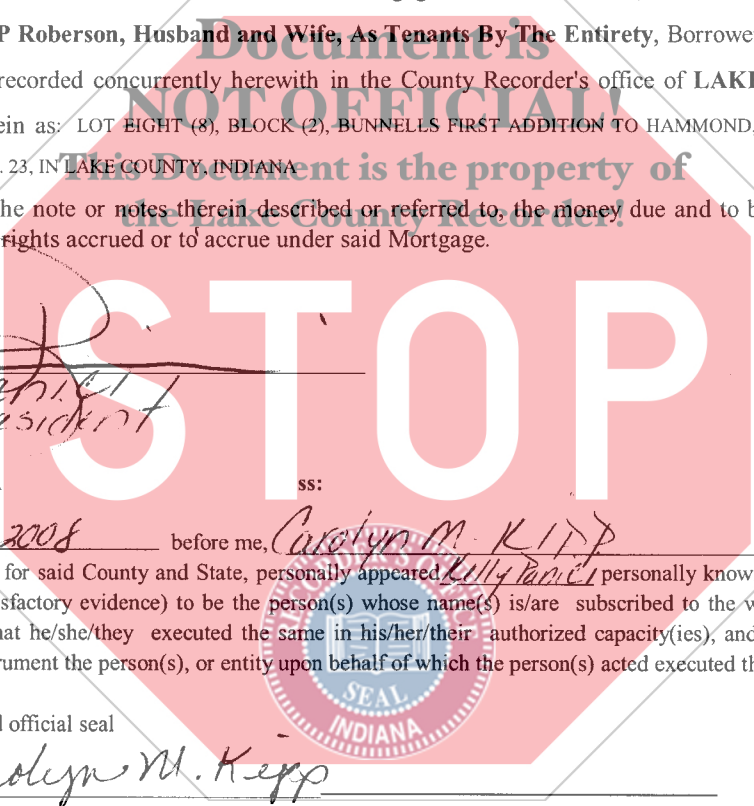 P Roberson, Husband and Wife, As Tenants By The Entirety, Borrowe
Document is
recorded concurrently herewith in the County Recorder's office of LAKE
NOT OFFICIAL!
ein as: LOT EIGHT (8), BLOCK (2), BUNNELLS FIRST ADDITION TO HAMMOND,
. 23, IN LAKE COUNTY, INDIANA
This Document is the property of
he note or notes therein described or referred to, the money due and to b
the Lake County Recorder!
rights accrued or to accrue under said Mortgage.
STOP
esident
ss:
2008 before me, Carolyn M. Kipp
for said County and State, personally appeared Kelly personally know
sfactory evidence) to be the person(s) whose name(s) is/are subscribed to the w
hat he/she/they executed the same in his/her/their authorized capacity(ies), and
rument the person(s), or entity upon behalf of which the person(s) acted executed th
RECORDER'S OFFICE
SEAL
INDIANA
d official seal
olyn M. Kipp